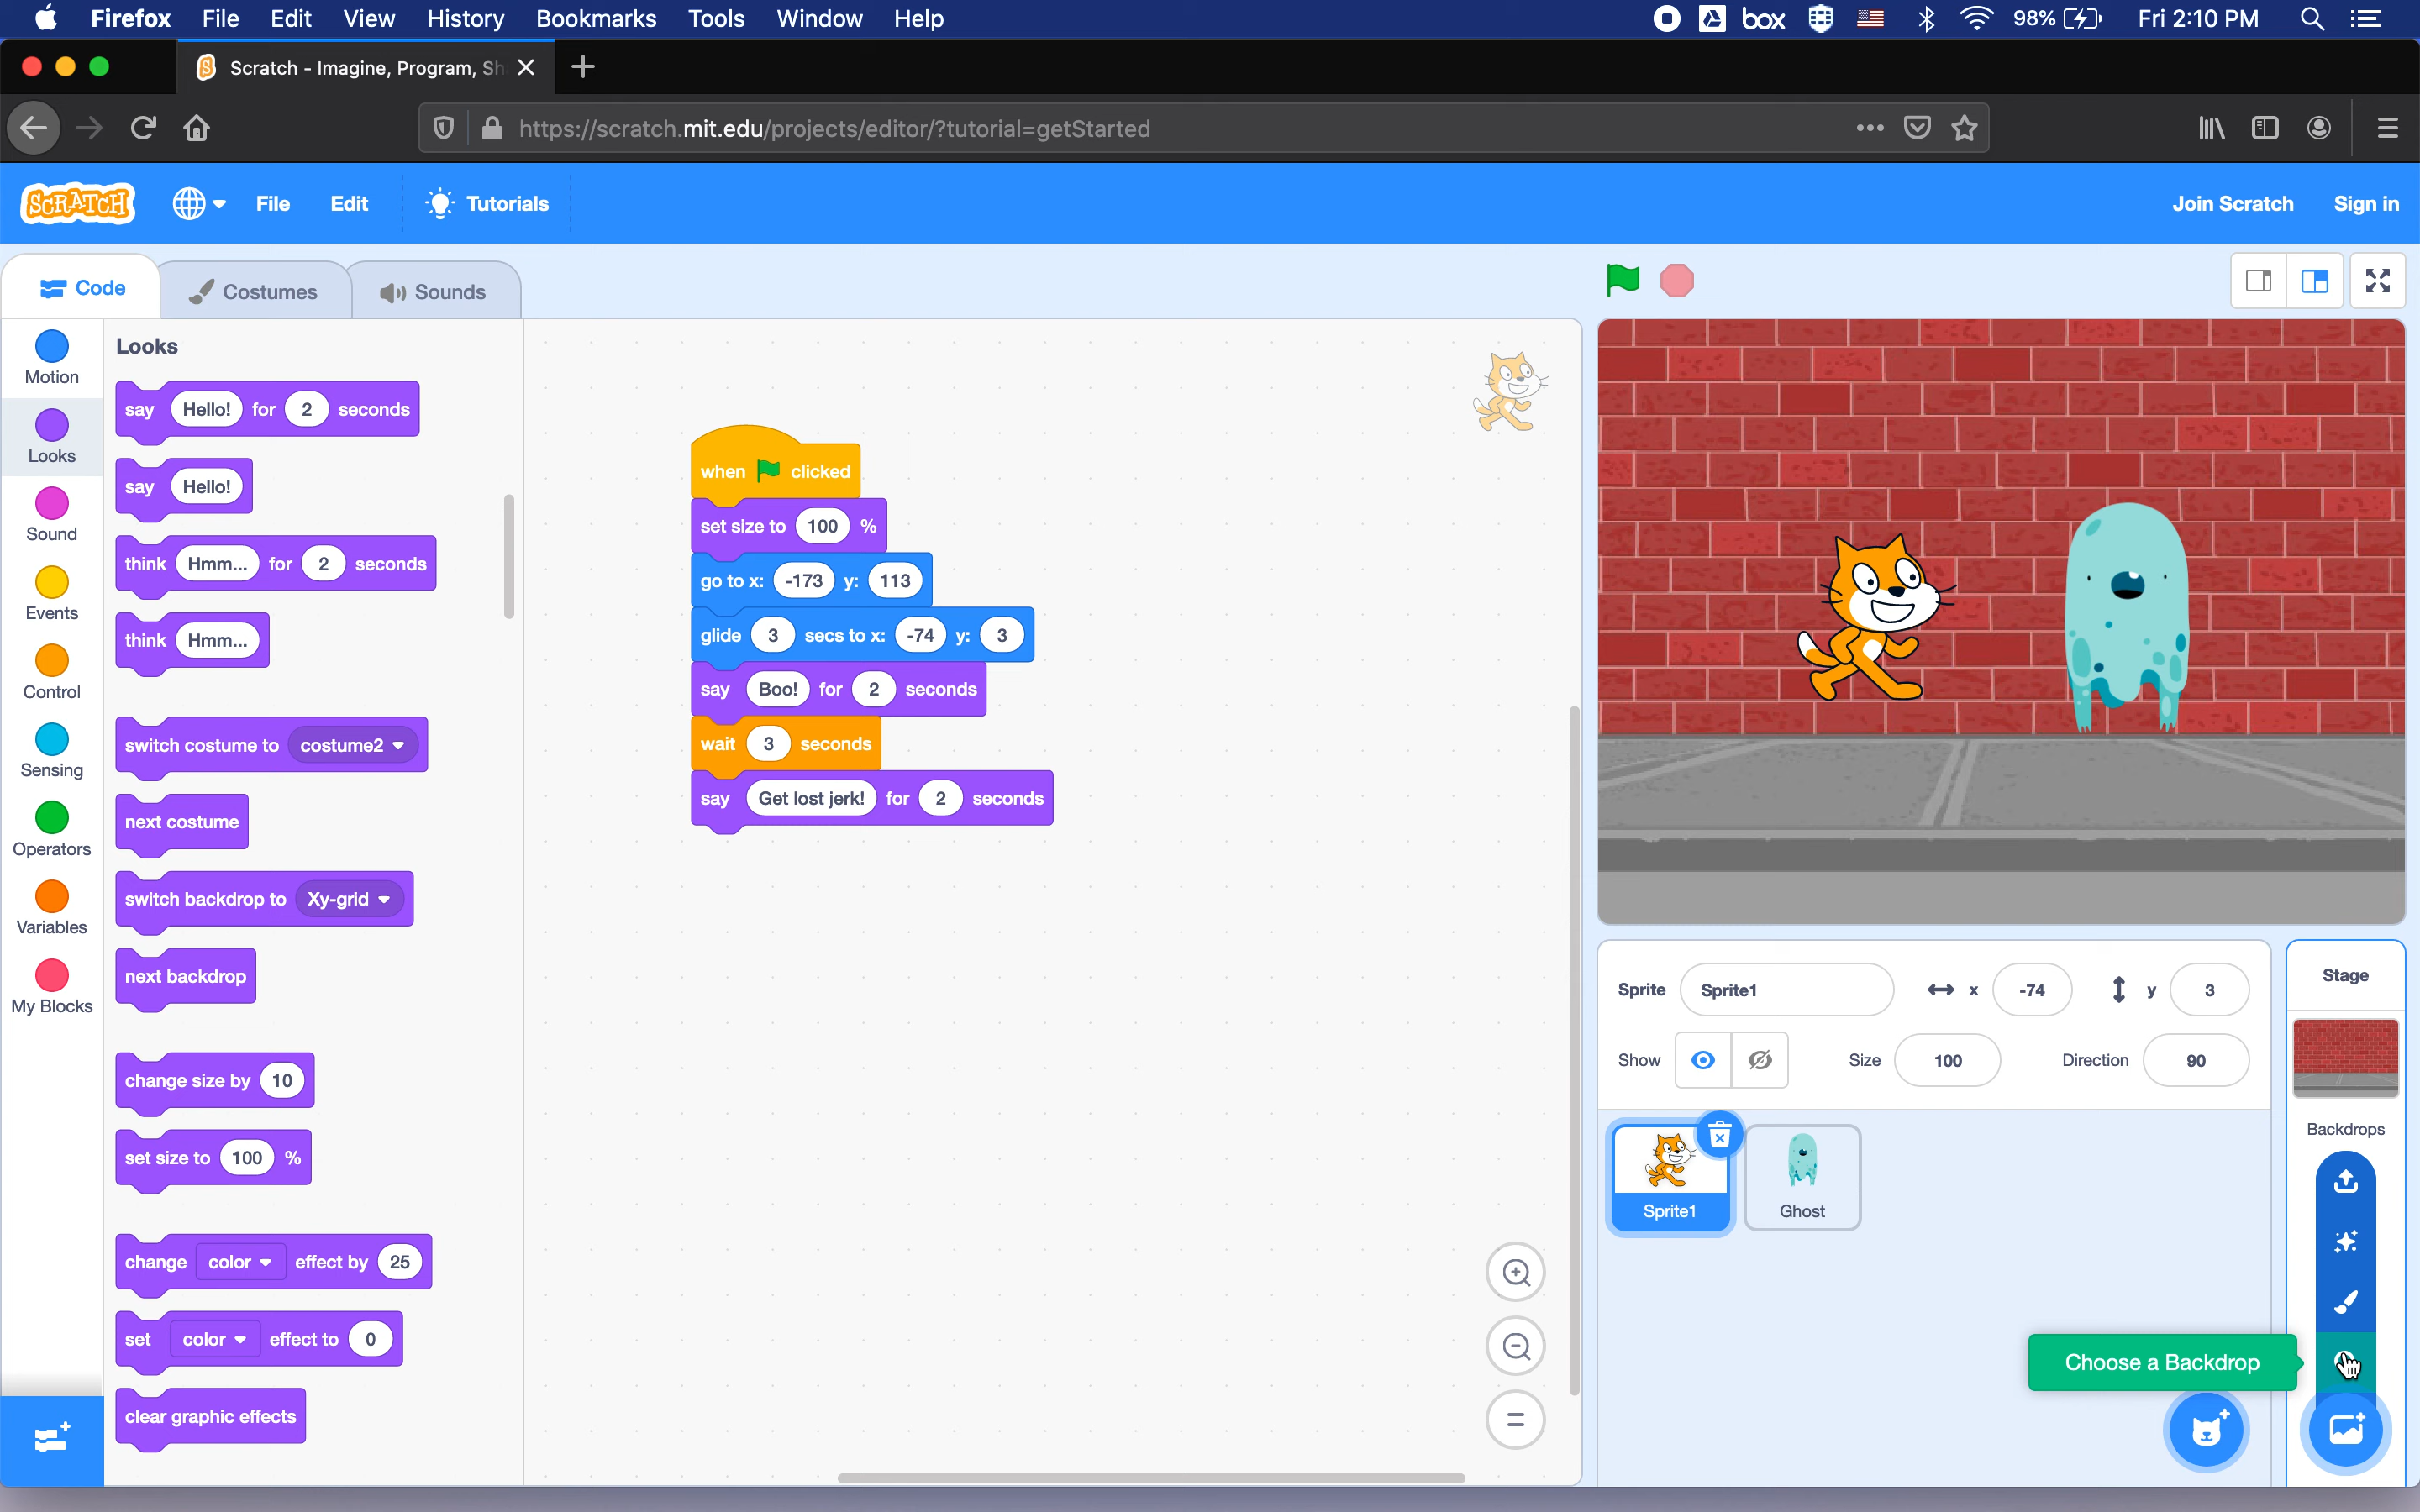 Firefox File Edit View History Bookmarks Tools Window Help box 98% Fri 2:10 PM
Scratch - Imagine, Program, Sh
https://scratch.mit.edu/projects/editor/?tutorial=getStarted
SCRATCH File Edit Tutorials Join Scratch Sign in
Code Costumes Sounds
Motion
Looks
Sound
Events
Control
Sensing
Operators
Variables
My Blocks
Looks
say Hello! for 2 seconds
say Hello!
think Hmm... for 2 seconds
think Hmm...
switch costume to costume2
next costume
switch backdrop to Xy-grid
next backdrop
change size by 10
set size to 100 %
change color effect by 25
set color effect to 0
clear graphic effects
when clicked
set size to 100 %
go to x: -173 y: 113
glide 3 secs to x: -74 y: 3
say Boo! for 2 seconds
wait 3 seconds
say Get lost jerk! for 2 seconds
Sprite Sprite1 x -74 y 3
Show Size 100 Direction 90
Sprite1 Ghost
Stage
Backdrops
Choose a Backdrop